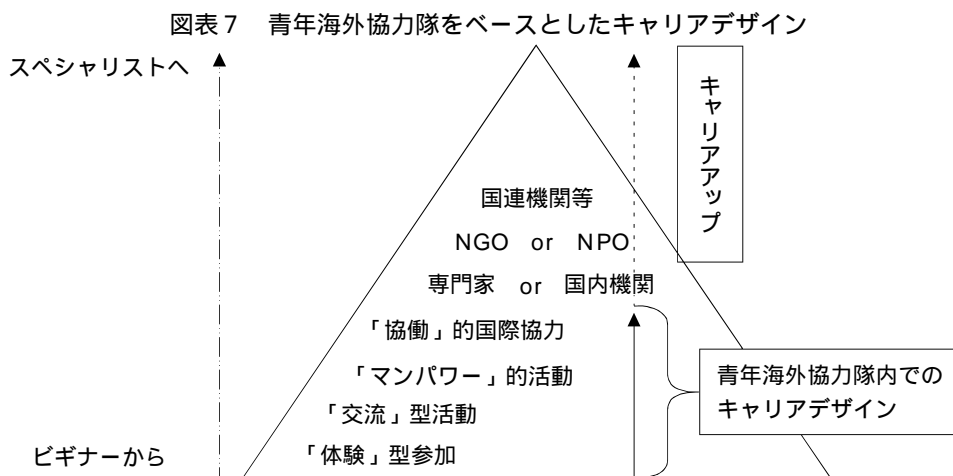 図表7　青年海外協力隊をベースとしたキャリアデザイン
スペシャリストへ
キャリアアップ
国連機関等
NGO　or　NPO
専門家　or　国内機関
「協働」的国際協力
「マンパワー」的活動
青年海外協力隊内での
キャリアデザイン
「交流」型活動
ビギナーから
「体験」型参加